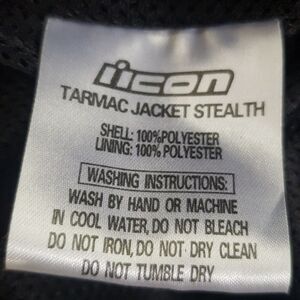 icon
TARMAC JACKET STEALTH
SHELL: 100%POLYESTER
LINING: 100% POLYESTER
WASHING INSTRUCTIONS:
WASH BY HAND OR MACHINE
IN COOL WATER, DO NOT BLEACH
DO NOT IRON, DO NOT DRY CLEAN
DO NOT TUMBLE DRY